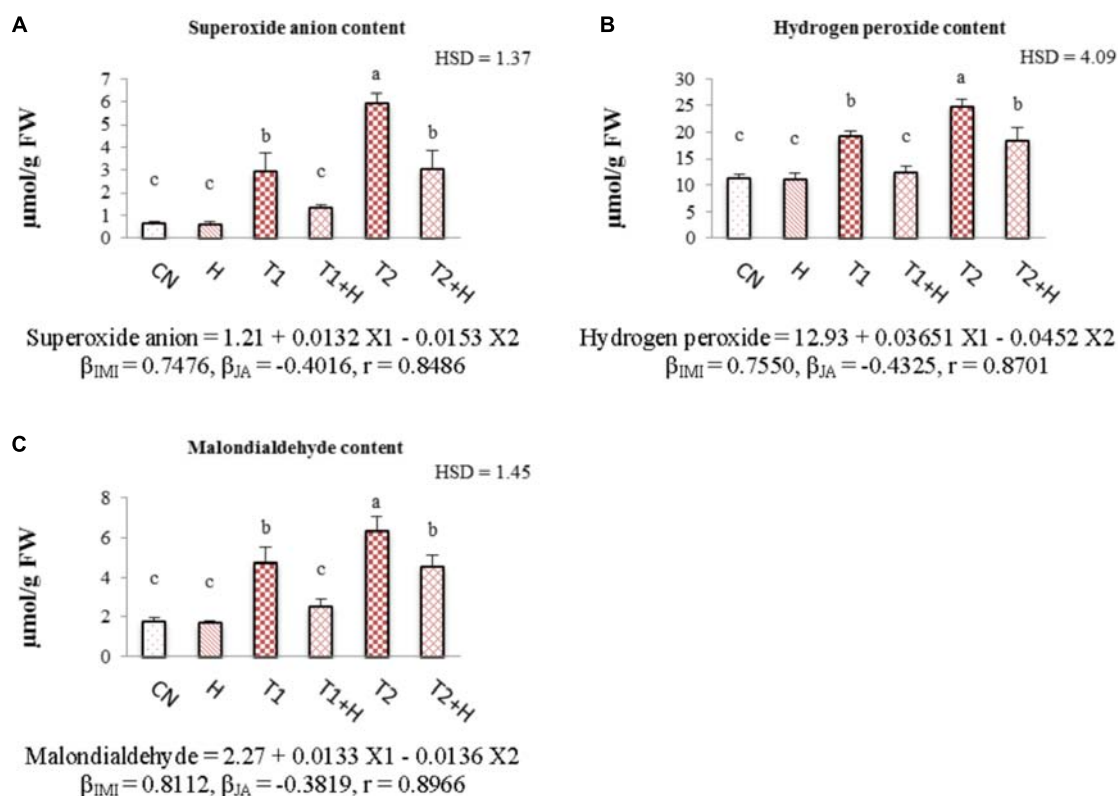 A
Superoxide anion content
HSD = 1.37
µmol/g FW
7
6
5
4
3
2
1
0
c
c
b
c
a
b
CN
H
T1
T1+H
T2
T2+H
Superoxide anion = 1.21 + 0.0132 X1 - 0.0153 X2
βIMI = 0.7476, βJA = -0.4016, r = 0.8486
B
Hydrogen peroxide content
HSD = 4.09
µmol/g FW
30
25
20
15
10
5
0
c
c
b
c
a
b
CN
H
T1
T1+H
T2
T2+H
Hydrogen peroxide = 12.93 + 0.03651 X1 - 0.0452 X2
βIMI = 0.7550, βJA = -0.4325, r = 0.8701
C
Malondialdehyde content
HSD = 1.45
µmol/g FW
8
6
4
2
0
c
c
b
c
a
b
CN
H
T1
T1+H
T2
T2+H
Malondialdehyde = 2.27 + 0.0133 X1 - 0.0136 X2
βIMI = 0.8112, βJA = -0.3819, r = 0.8966